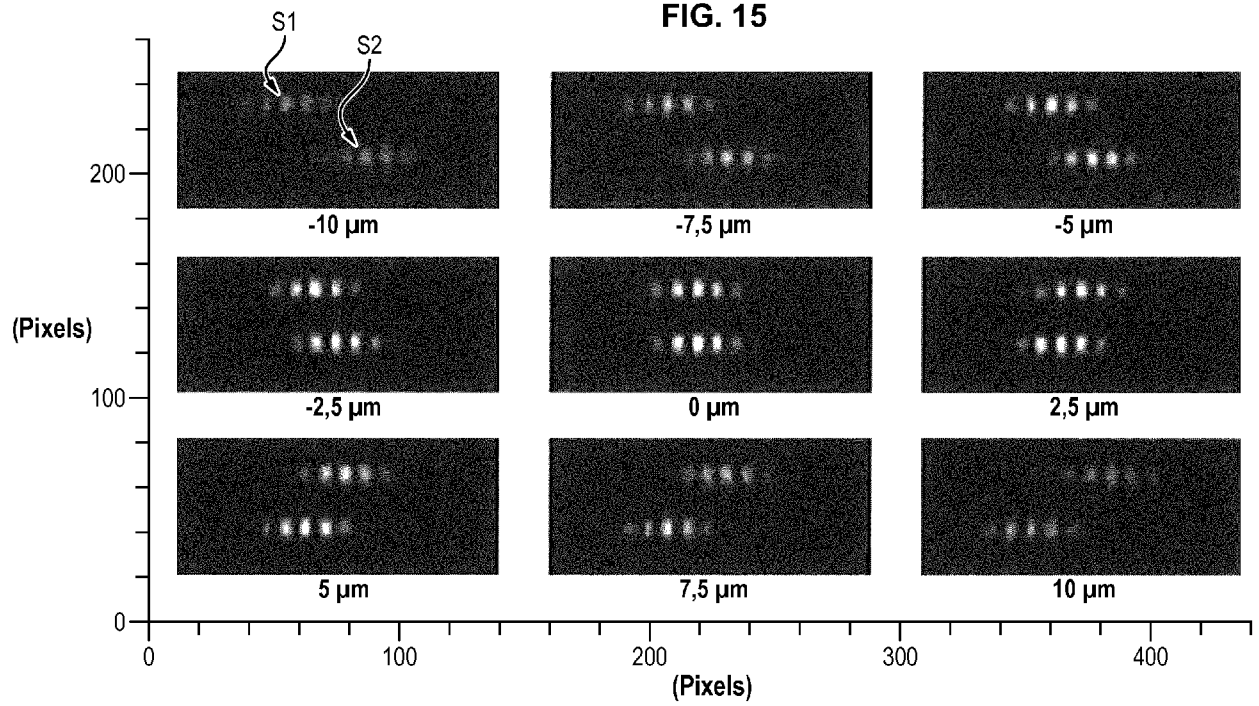 FIG. 15
S1
S2
-10 µm
-7,5 µm
-5 µm
-2,5 µm
0 µm
2,5 µm
5 µm
7,5 µm
10 µm
(Pixels)
200
100
0
0
100
200
300
400
(Pixels)